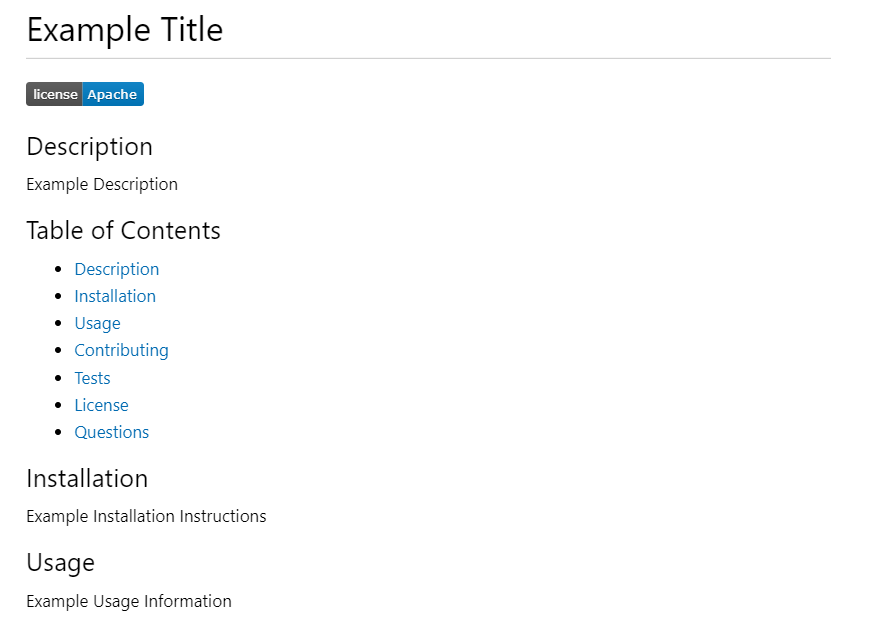 Example Title
license Apache
Description
Example Description
Table of Contents
Description
Installation
Usage
Contributing
Tests
License
Questions
Installation
Example Installation Instructions
Usage
Example Usage Information